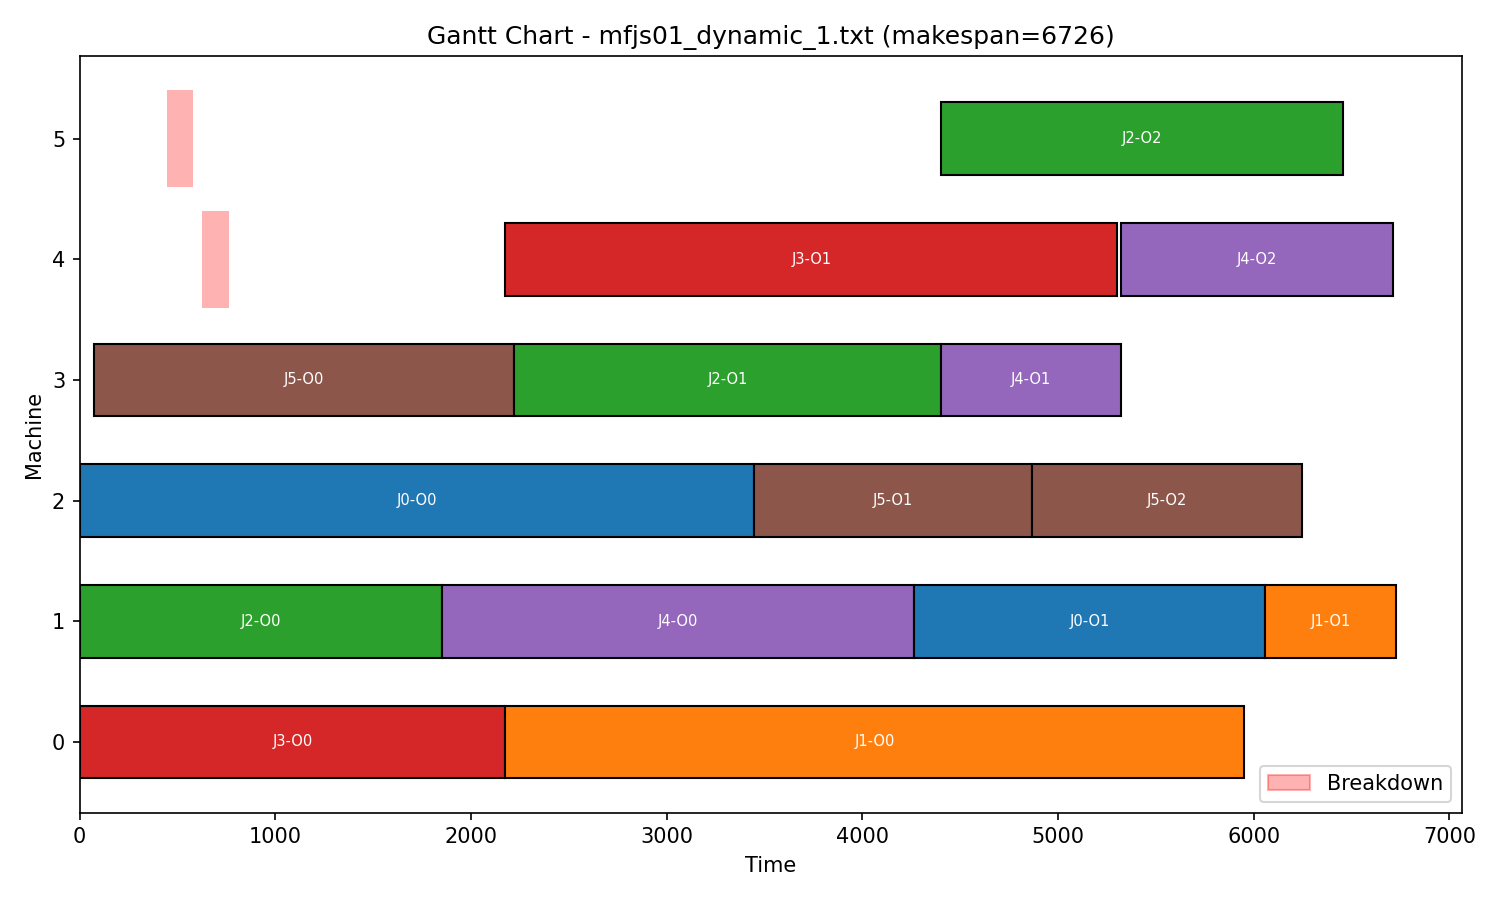 Gantt Chart - mfjs01_dynamic_1.txt (makespan=6726)
5
J2-O2
4
J3-O1
J4-O2
3
J5-O0
J2-O1
J4-O1
Machine
2
J0-O0
J5-O1
J5-O2
1
J2-O0
J4-O0
J0-O1
J1-O1
0
J3-O0
J1-O0
Breakdown
0
1000
2000
3000
4000
5000
6000
7000
Time